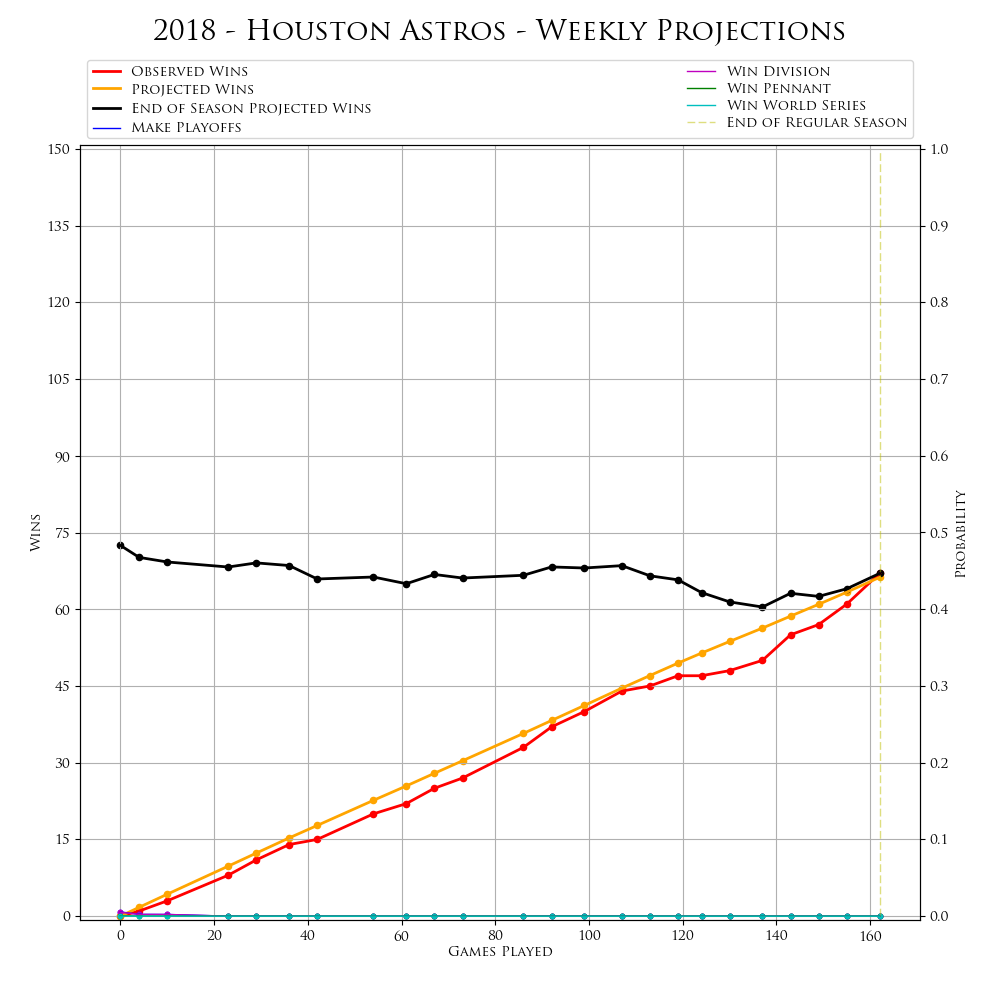 2018 - Houston Astros - Weekly Projections
Observed Wins
Projected Wins
End of Season Projected Wins
Make Playoffs
Win Division
Win Pennant
Win World Series
End of Regular Season
150
135
120
105
90
75
60
45
30
15
0
Wins
1.0
0.9
0.8
0.7
0.6
0.5
0.4
0.3
0.2
0.1
0.0
Probability
0 20 40 60 80 100 120 140 160
Games Played